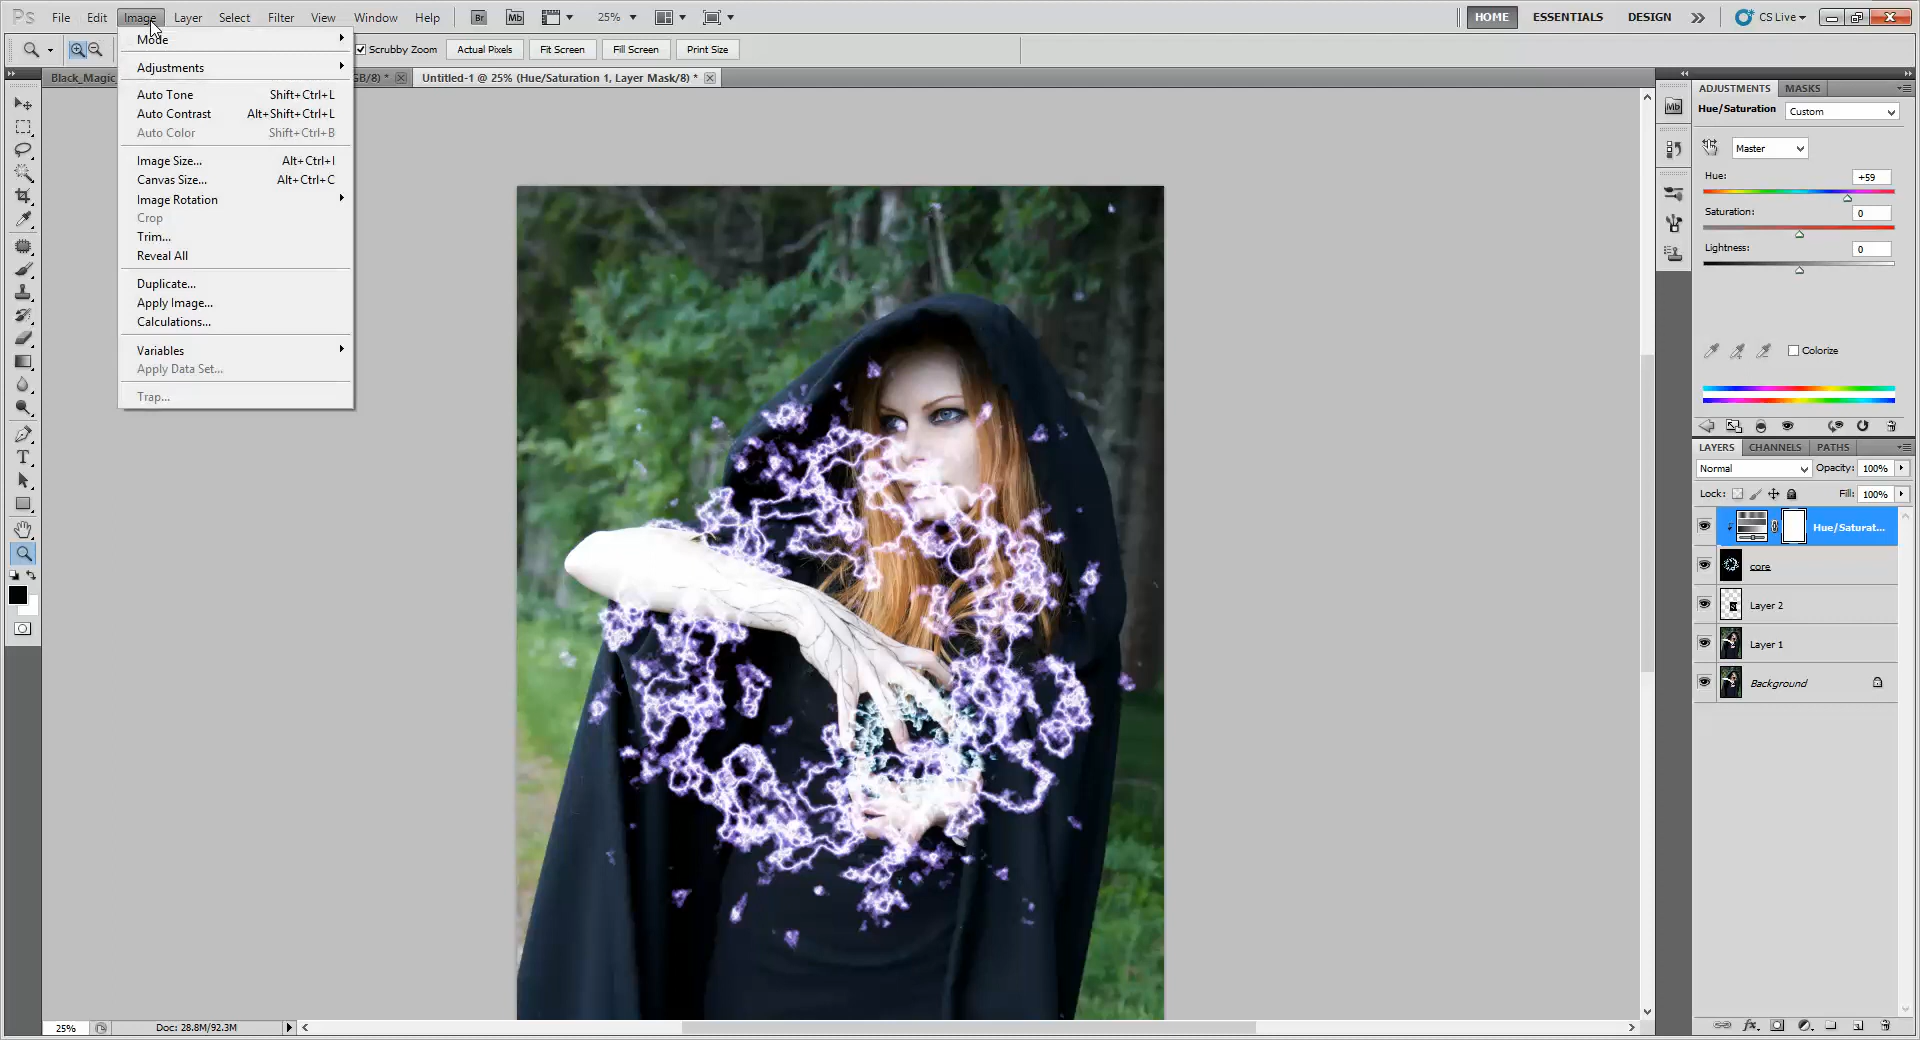 Ps File Edit Image Layer Select Filter View Window Help Br Mb 25% HOME ESSENTIALS DESIGN CS Live
Scrubby Zoom Actual Pixels Fit Screen Fill Screen Print Size
Black_Magic_ GB/8) * Untitled-1 @ 25% (Hue/Saturation 1, Layer Mask/8) *
Mode
Adjustments
Auto Tone Shift+Ctrl+L
Auto Contrast Alt+Shift+Ctrl+L
Auto Color Shift+Ctrl+B
Image Size... Alt+Ctrl+I
Canvas Size... Alt+Ctrl+C
Image Rotation
Crop
Trim...
Reveal All
Duplicate...
Apply Image...
Calculations...
Variables
Apply Data Set...
Trap...
Mb
ADJUSTMENTS MASKS
Hue/Saturation Custom
Master
Hue: +59
Saturation: 0
Lightness: 0
Colorize
LAYERS CHANNELS PATHS
Normal Opacity: 100%
Lock: Fill: 100%
Hue/Saturat...
core
Layer 2
Layer 1
Background
25% Doc: 28.8M/92.3M